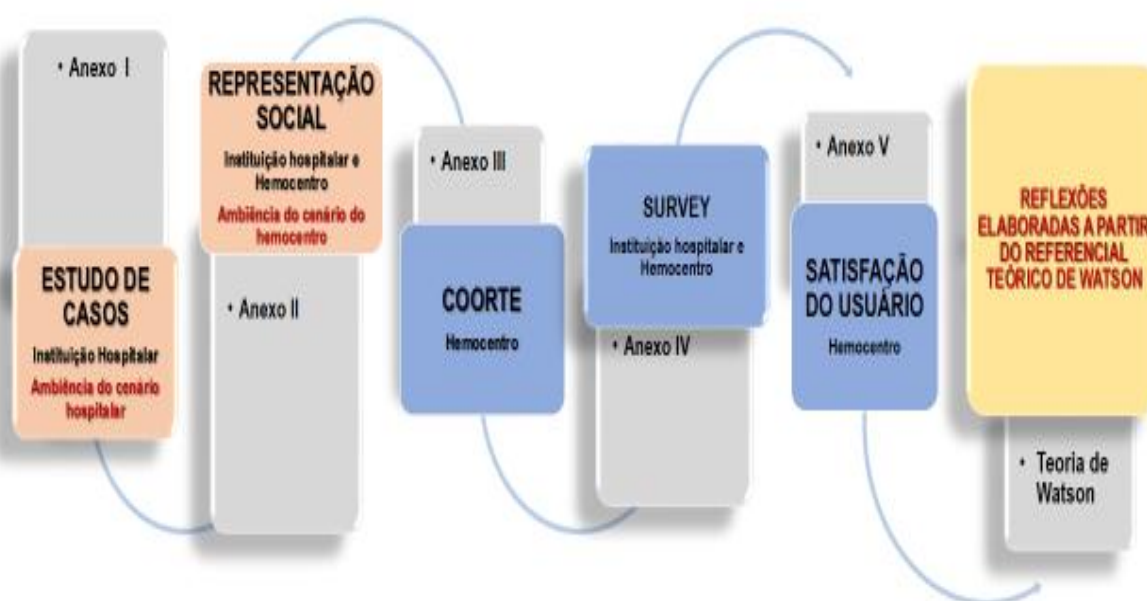 • Anexo I
ESTUDO DE
CASOS
Instituição Hospitalar
Ambiência do cenário
hospitalar
REPRESENTAÇÃO
SOCIAL
Instituição hospitalar e
Hemocentro
Ambiência do cenário do
hemocentro
• Anexo II
• Anexo III
COORTE
Hemocentro
SURVEY
Instituição hospitalar e
Hemocentro
• Anexo IV
• Anexo V
SATISFAÇÃO
DO USUÁRIO
Hemocentro
REFLEXÕES
ELABORADAS A PARTIR
DO REFERENCIAL
TEÓRICO DE WATSON
• Teoria de
Watson